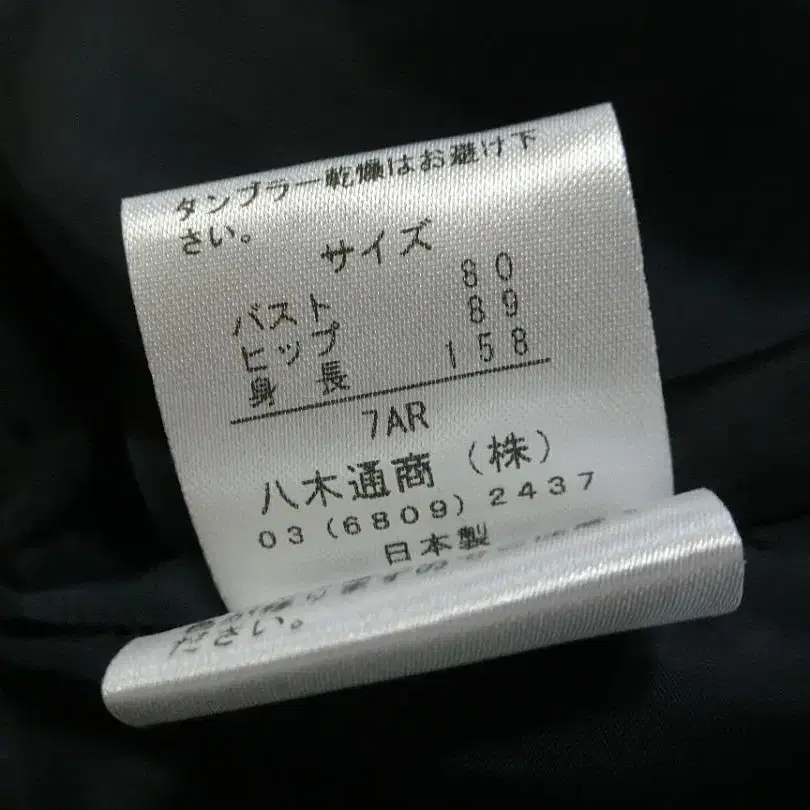 タンブラー乾燥はお避け下
さい。
サイズ
バスト 80
ヒップ 89
身長 158
7AR
八木通商(株)
03(6809)2437
日本製
ださい。